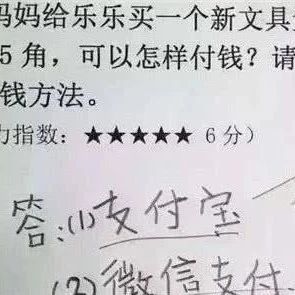 妈妈给乐乐买一个新文具
5 角，可以怎样付钱？请
钱方法。
力指数：★★★★★ 6 分）
答：(1)支付宝
(2)微信支付